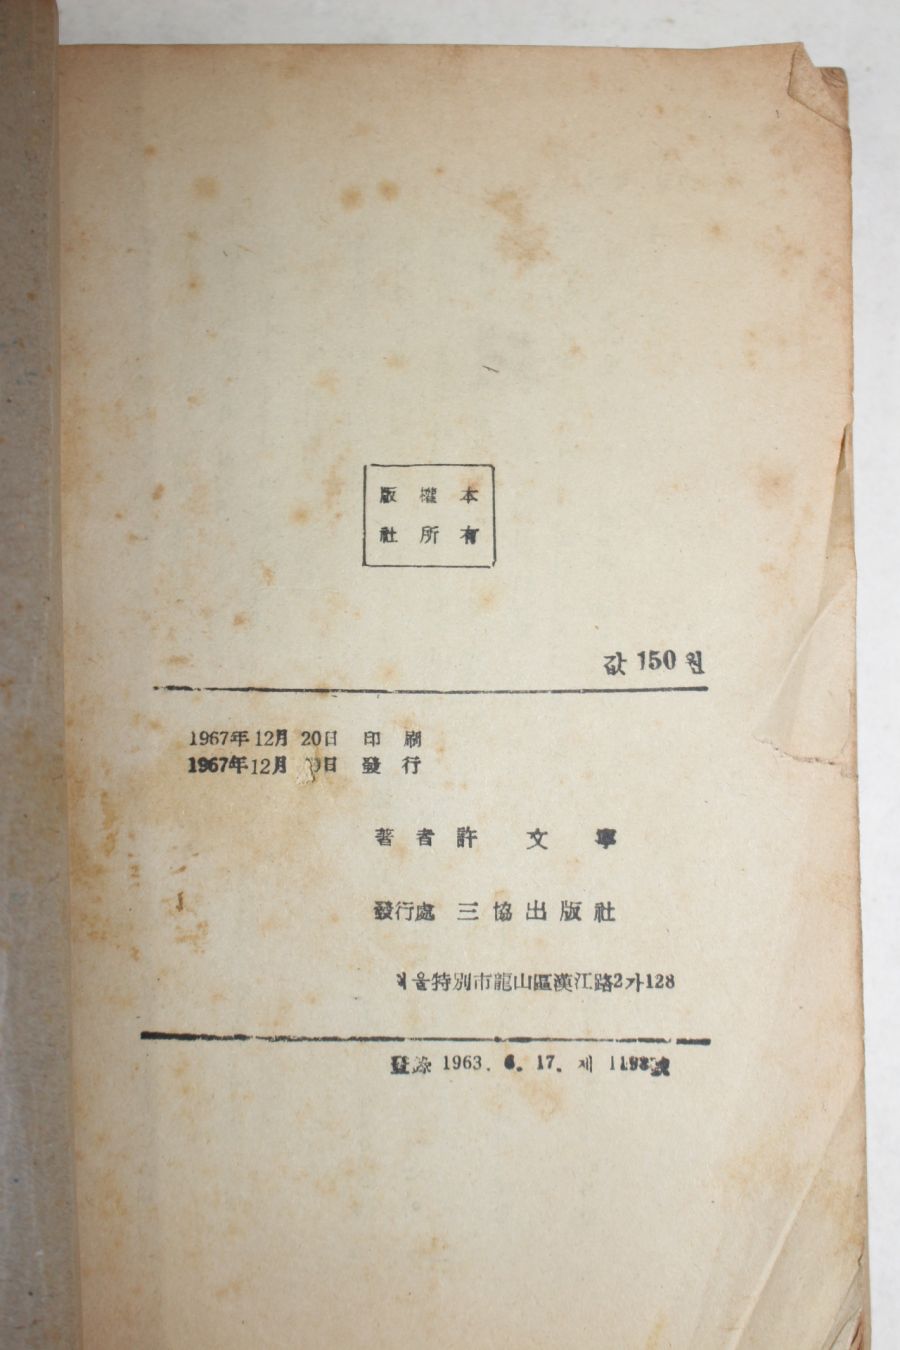 版權本
社所有
값 150 원
1967年12月 20日 印刷
1967年12月 日 發行
著者 許文寧
發行處 三協出版社
서울特別市龍山區漢江路2가128
登錄 1963. 6. 17. 제 號